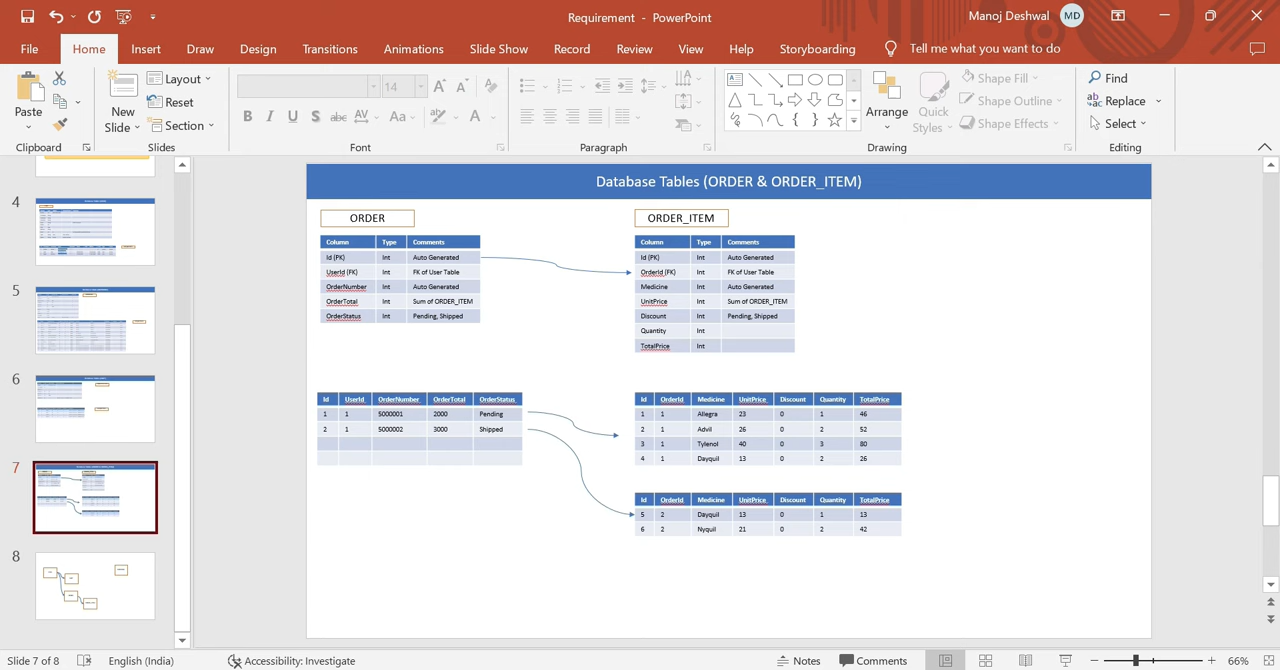 Requirement - PowerPoint
Manoj Deshwal MD
File Home Insert Draw Design Transitions Animations Slide Show Record Review View Help Storyboarding Tell me what you want to do
Paste
Clipboard
New
Slide
Layout
Reset
Section
Slides
14
B I U S abc AV Aa A
Font
Paragraph
Arrange
Quick
Styles
Shape Fill
Shape Outline
Shape Effects
Drawing
Find
Replace
Select
Editing
4
5
6
7
8
Database Tables (ORDER & ORDER_ITEM)
ORDER
Column Type Comments
Id (PK) Int Auto Generated
UserId (FK) Int FK of User Table
OrderNumber Int Auto Generated
OrderTotal Int Sum of ORDER_ITEM
OrderStatus Int Pending, Shipped
ORDER_ITEM
Column Type Comments
Id (PK) Int Auto Generated
OrderId (FK) Int FK of User Table
Medicine Int Auto Generated
UnitPrice Int Sum of ORDER_ITEM
Discount Int Pending, Shipped
Quantity Int
TotalPrice Int
Id UserId OrderNumber OrderTotal OrderStatus
1 1 5000001 2000 Pending
2 1 5000002 3000 Shipped
Id OrderId Medicine UnitPrice Discount Quantity TotalPrice
1 1 Allegra 23 0 1 46
2 1 Advil 26 0 2 52
3 1 Tylenol 40 0 3 80
4 1 Dayquil 13 0 2 26
Id OrderId Medicine UnitPrice Discount Quantity TotalPrice
5 2 Dayquil 13 0 1 13
6 2 Nyquil 21 0 2 42
Slide 7 of 8 English (India) Accessibility: Investigate Notes Comments 66%